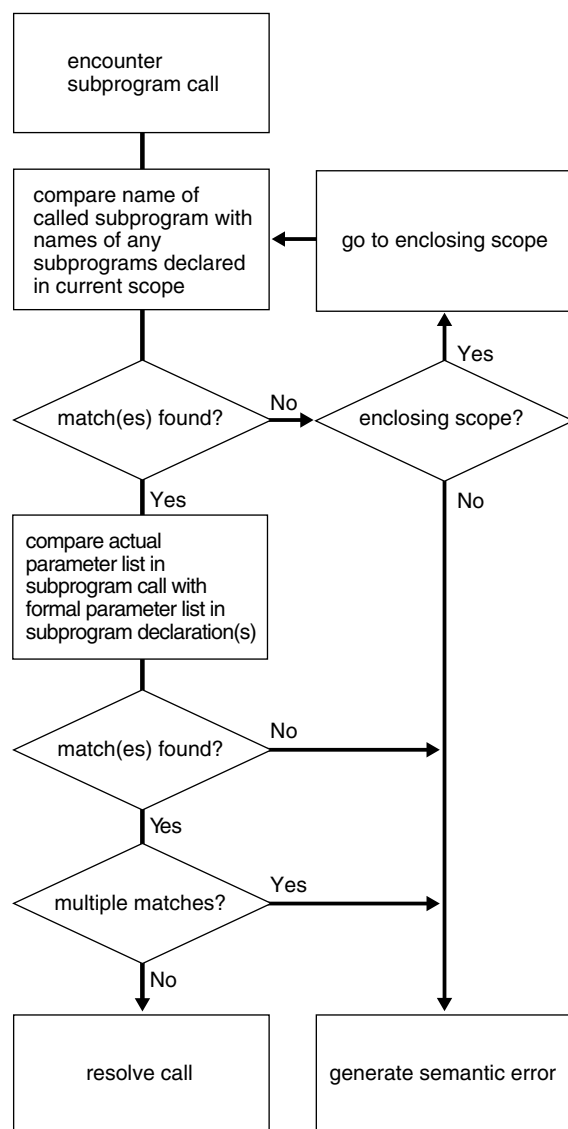 encounter
subprogram call
compare name of
called subprogram with
names of any
subprograms declared
in current scope
go to enclosing scope
Yes
match(es) found?
No
enclosing scope?
Yes
No
compare actual
parameter list in
subprogram call with
formal parameter list in
subprogram declaration(s)
match(es) found?
No
Yes
multiple matches?
Yes
No
resolve call
generate semantic error